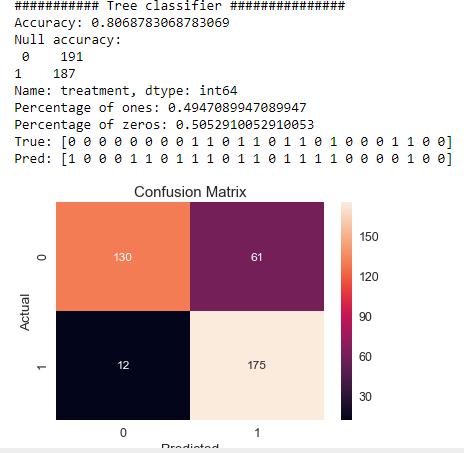 ########### Tree classifier ###############
Accuracy: 0.8068783068783069
Null accuracy:
0 191
1 187
Name: treatment, dtype: int64
Percentage of ones: 0.4947089947089947
Percentage of zeros: 0.5052910052910053
True: [0 0 0 0 0 0 0 0 1 1 0 1 1 0 1 1 0 1 0 0 0 1 1 0 0]
Pred: [1 0 0 0 1 1 0 1 1 1 0 1 1 0 1 1 1 1 0 0 0 0 1 0 0]
Confusion Matrix
150
0 130 61
120
Actual
90
60
1 12 175
30
0 1
Predicted